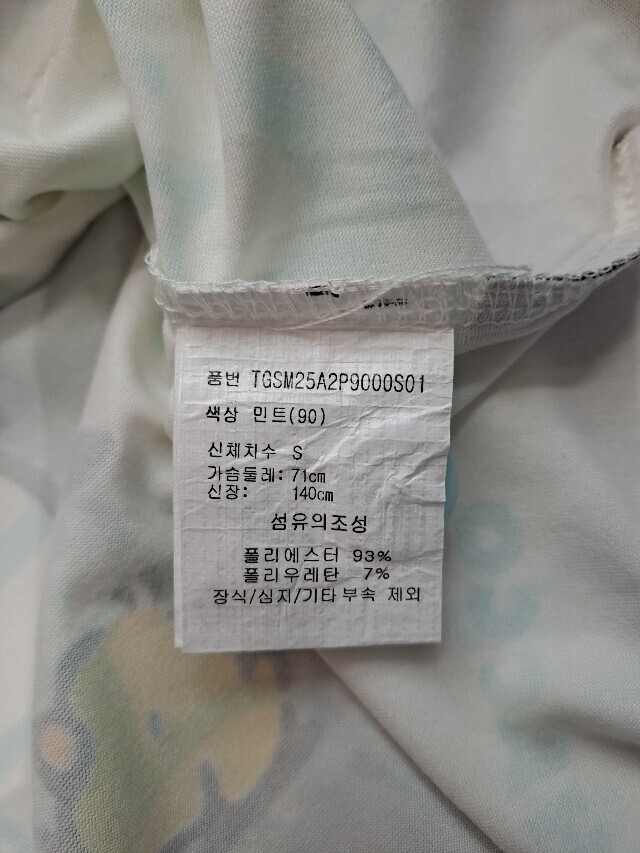 품번 TGSM25A2P9000S01
색상 민트(90)
신체치수 S
가슴둘레: 71cm
신장: 140cm
섬유의조성
폴리에스터 93%
폴리우레탄 7%
장식/심지/기타부속 제외